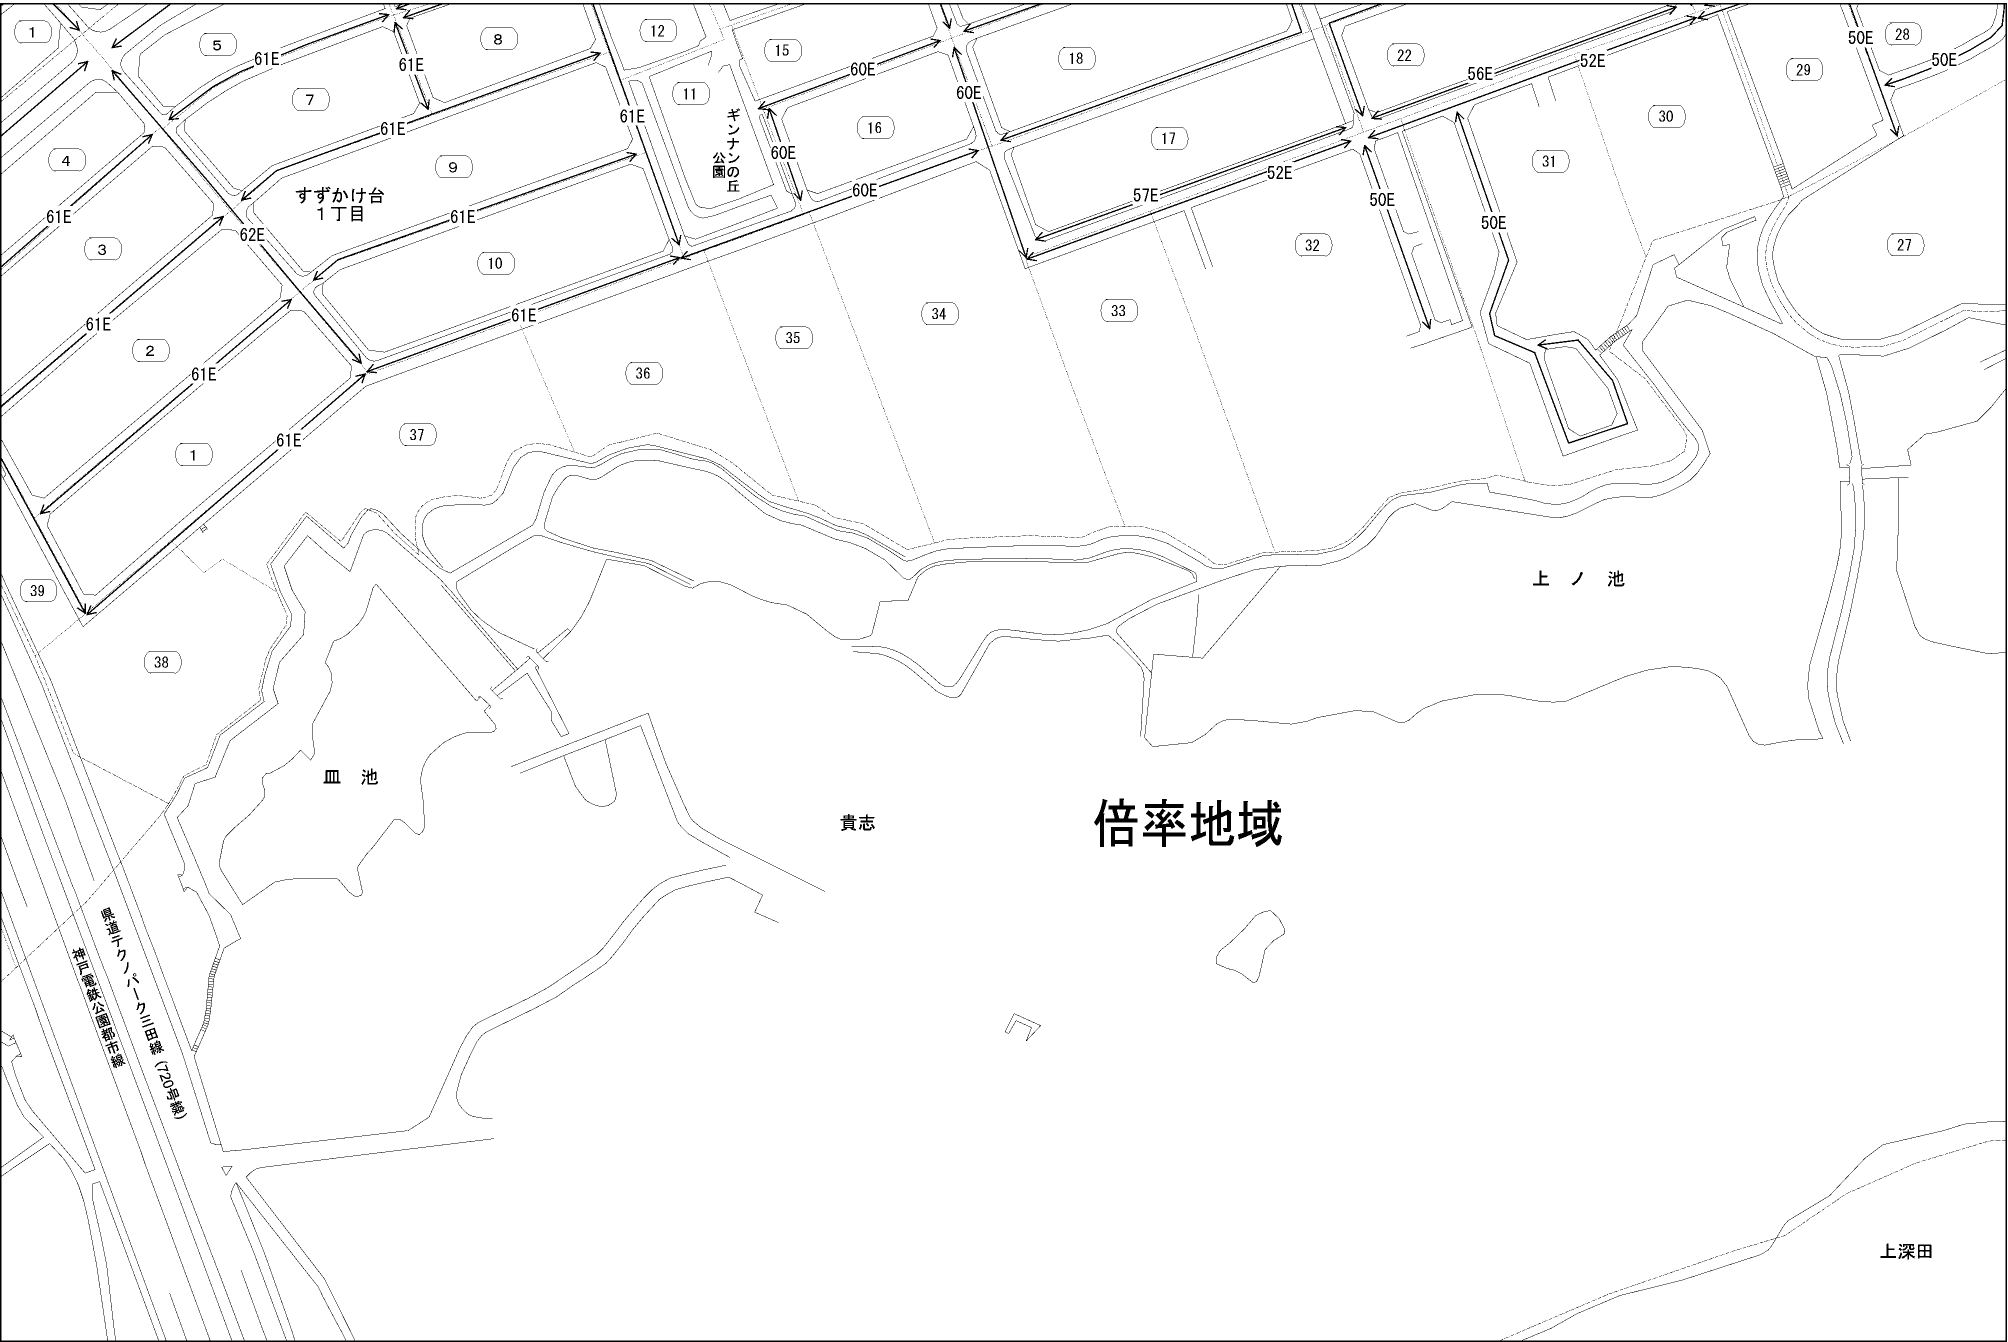 1
5
8
12
15
18
22
28
29
30
4
7
61E
61E
61E
61E
11
60E
60E
56E
52E
50E
50E
9
ギンナンの丘
公園
16
17
31
すずかけ台
1丁目
60E
60E
57E
52E
50E
50E
3
61E
62E
61E
10
32
27
2
61E
61E
61E
36
35
34
33
1
61E
37
39
38
上ノ池
皿池
貴志
倍率地域
県道テクノパーク三田線(720号線)
神戸電鉄公園都市線
上深田